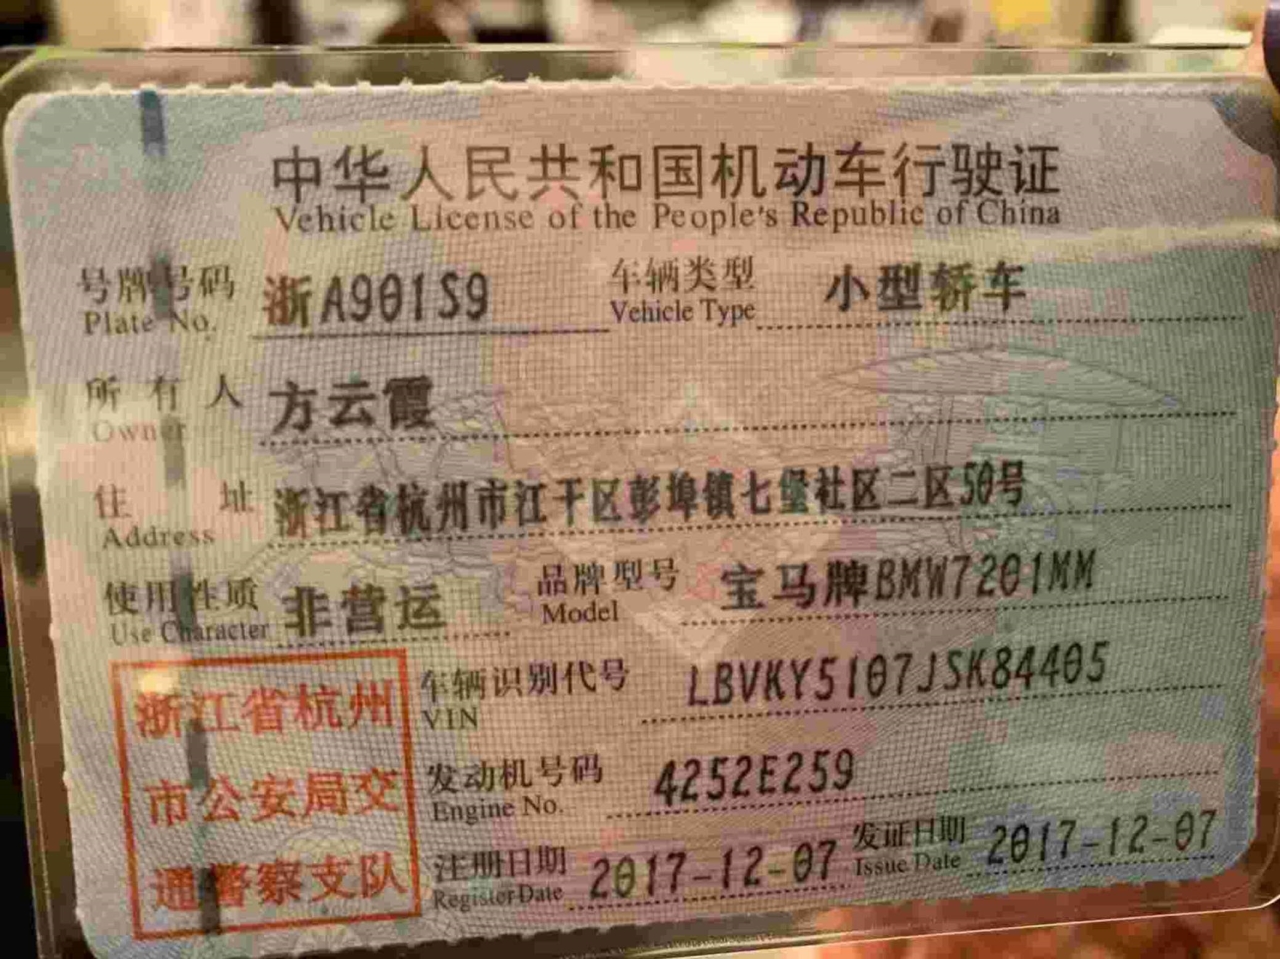 中华人民共和国机动车行驶证
Vehicle License of the People's Republic of China
号牌号码 浙A901S9 车辆类型 小型轿车
Plate No. Vehicle Type
所有人 方云霞
Owner
住址 浙江省杭州市江干区彭埠镇七堡社区二区50号
Address
使用性质 非营运 品牌型号 宝马牌BMW7201MM
Use Character Model
浙江省杭州
市公安局交
通警察支队
车辆识别代号 LBVKY5107JSK84405
VIN
发动机号码 4252E259
Engine No.
注册日期 2017-12-07 发证日期 2017-12-07
Register Date Issue Date